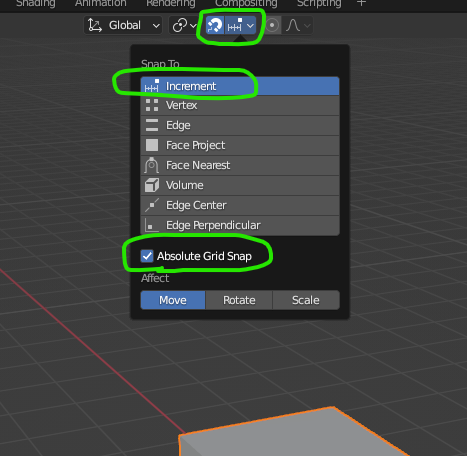 Shading Animation Rendering Compositing Scripting +
Global
Snap To
Increment
Vertex
Edge
Face Project
Face Nearest
Volume
Edge Center
Edge Perpendicular
Absolute Grid Snap
Affect
Move Rotate Scale